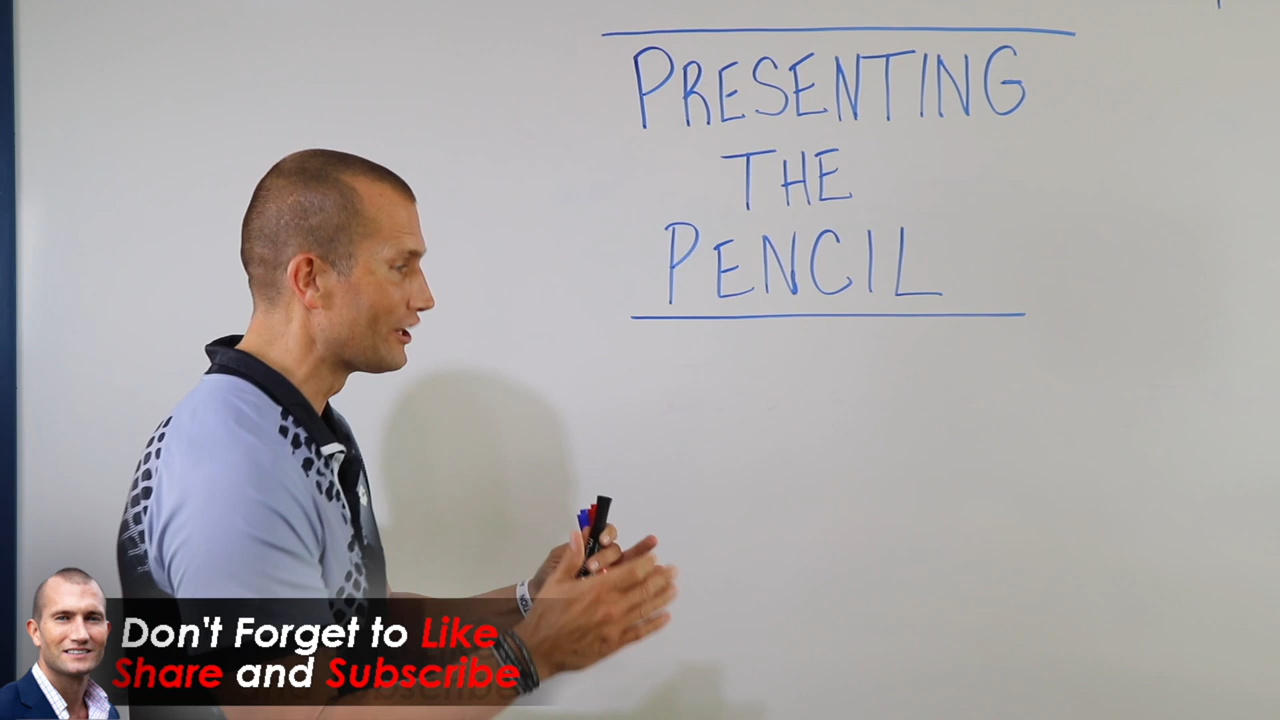 PRESENTING
THE
PENCIL
Don't Forget to Like
Share and Subscribe